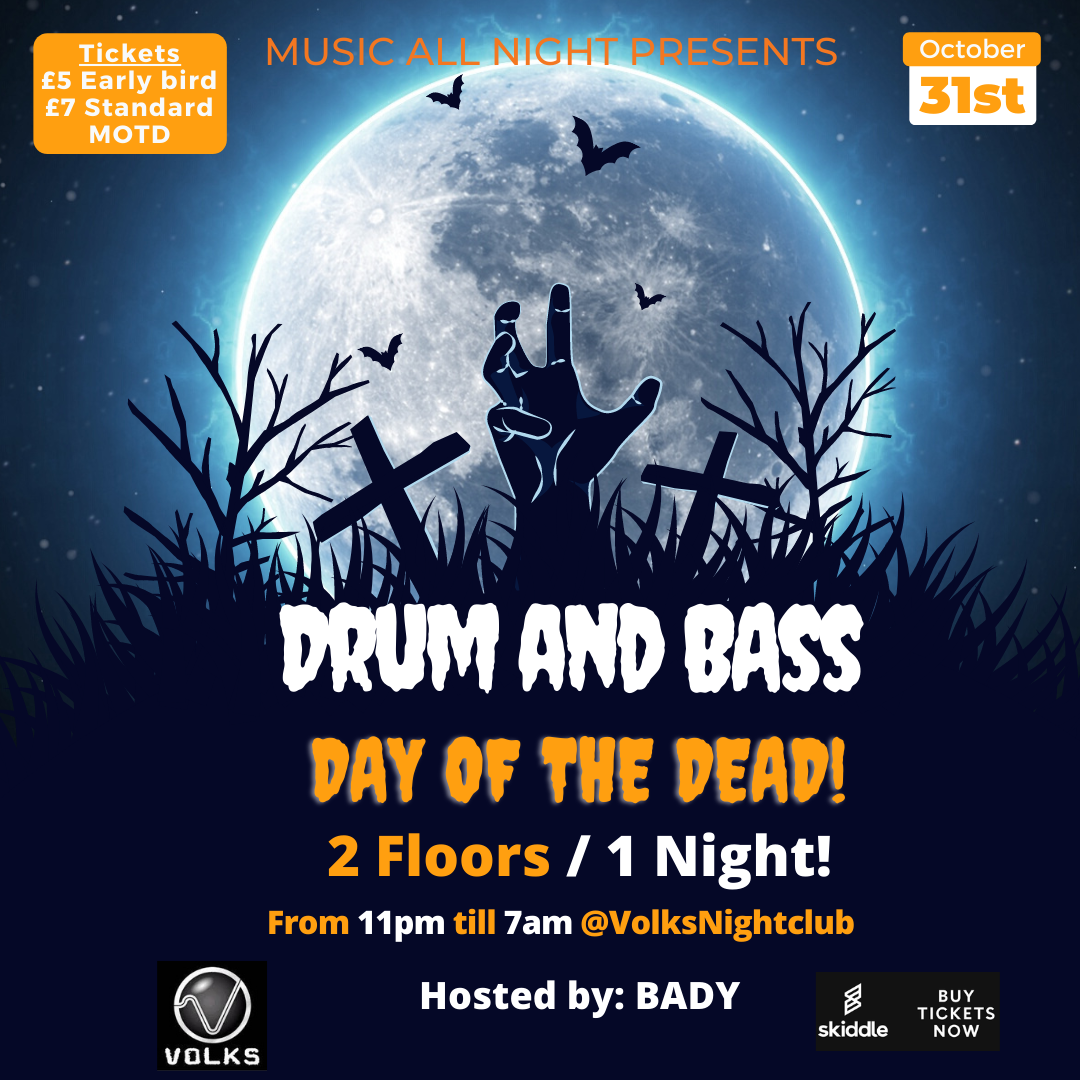 Tickets
£5 Early bird
£7 Standard
MOTD
MUSIC ALL NIGHT PRESENTS
October
31st
DRUM AND BASS
DAY OF THE DEAD!
2 Floors / 1 Night!
From 11pm till 7am @VolksNightclub
Hosted by: BADY
VOLKS
skiddle
BUY
TICKETS
NOW